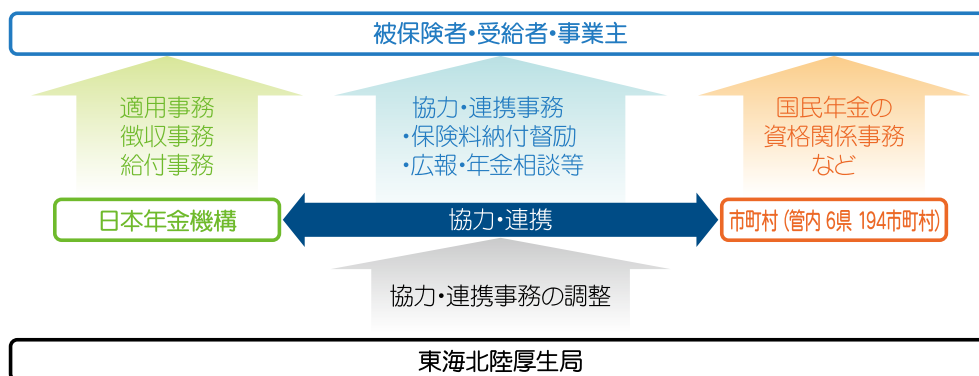 被保険者・受給者・事業主
適用事務
徴収事務
給付事務
協力・連携事務
・保険料納付督励
・広報・年金相談等
国民年金の
資格関係事務
など
日本年金機構
協力・連携
市町村（管内 6県 194市町村）
協力・連携事務の調整
東海北陸厚生局